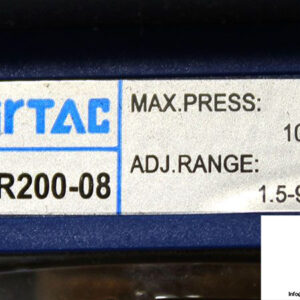 RTAC
R200-08
MAX.PRESS:
10
ADJ.RANGE:
1.5-9